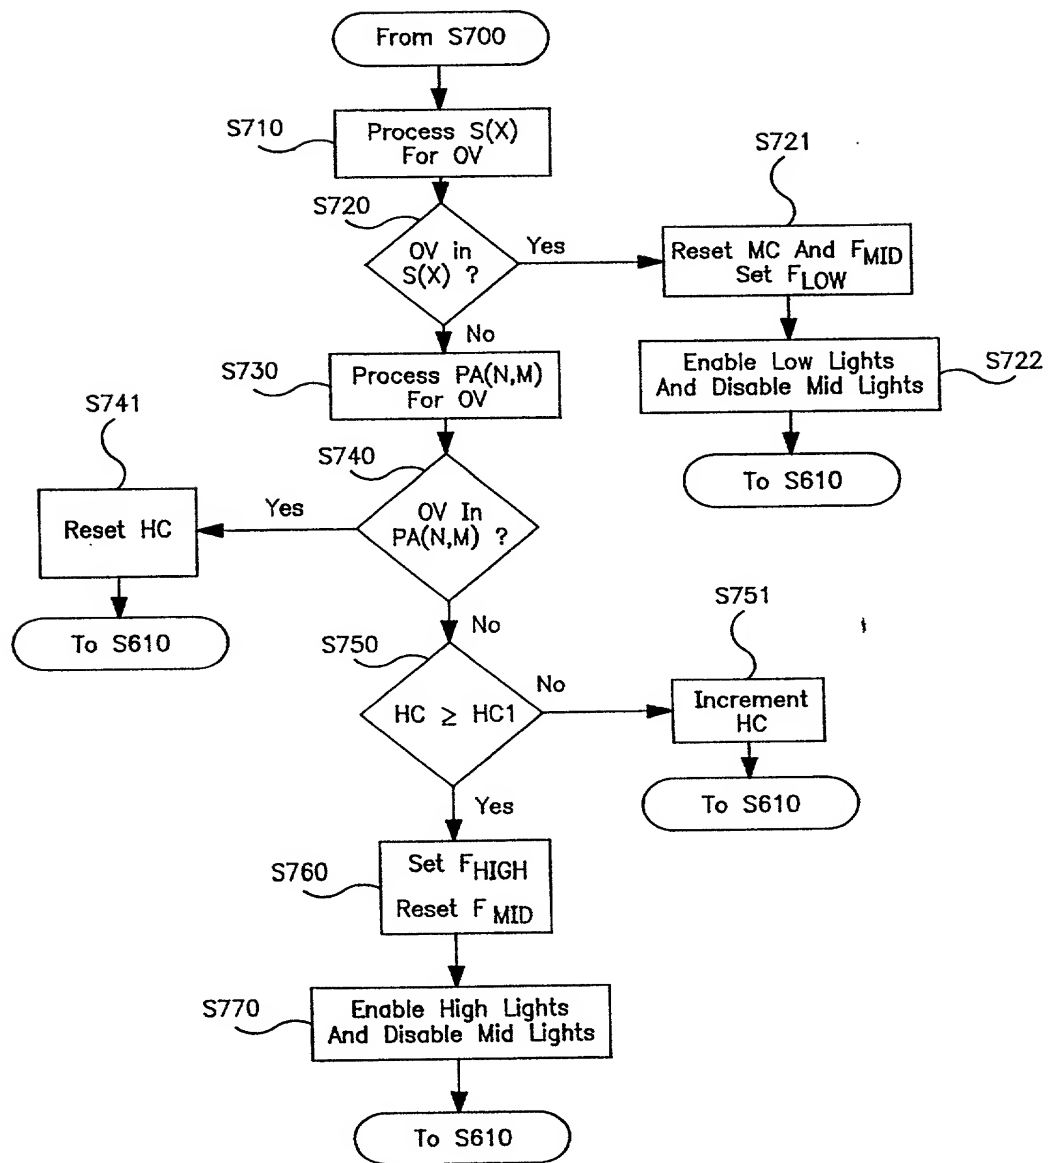 From S700
S710
Process S(X)
For OV
S721
S720
OV in
S(X) ?
Yes
Reset MC And FMID
Set FLOW
No
S730
Process PA(N,M)
For OV
Enable Low Lights
And Disable Mid Lights
S722
S741
S740
To S610
Reset HC
Yes
OV In
PA(N,M) ?
S751
To S610
No
S750
HC ≥ HC1
No
Increment
HC
To S610
Yes
S760
Set FHIGH
Reset F MID
S770
Enable High Lights
And Disable Mid Lights
To S610